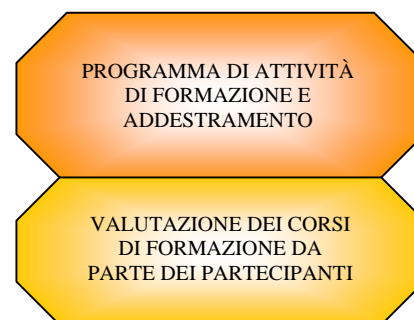 PROGRAMMA DI ATTIVITÀ
DI FORMAZIONE E
ADDESTRAMENTO
VALUTAZIONE DEI CORSI
DI FORMAZIONE DA
PARTE DEI PARTECIPANTI